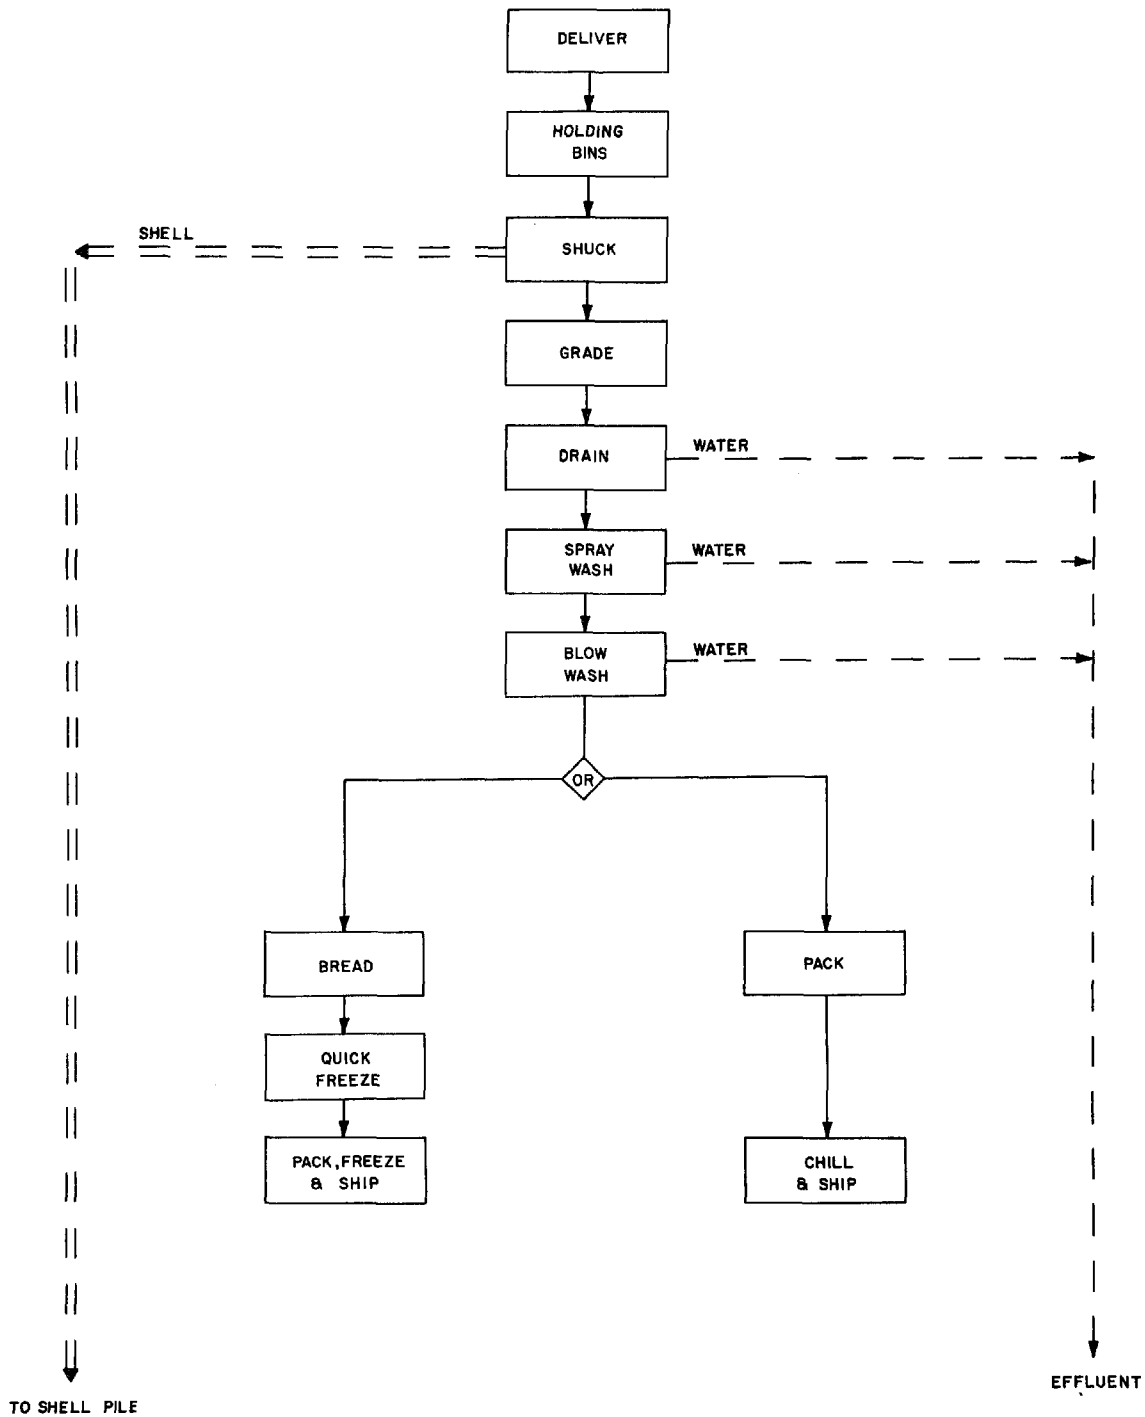 DELIVER
HOLDING
BINS
SHELL
SHUCK
GRADE
DRAIN
WATER
SPRAY
WASH
WATER
BLOW
WASH
WATER
OR
BREAD
PACK
QUICK
FREEZE
PACK, FREEZE
& SHIP
CHILL
& SHIP
EFFLUENT
TO SHELL PILE